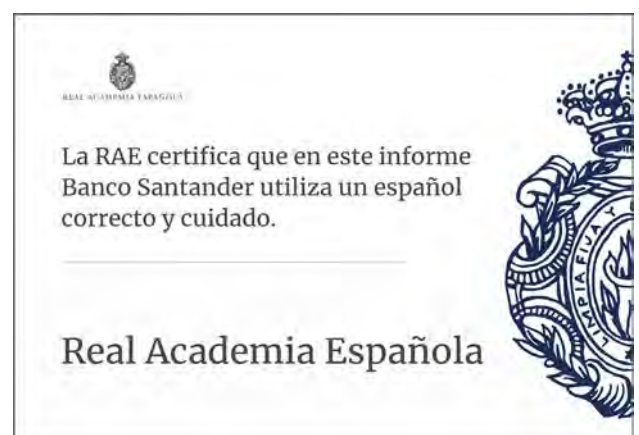 REAL ACADEMIA ESPAÑOLA
La RAE certifica que en este informe
Banco Santander utiliza un español
correcto y cuidado.
Real Academia Española
LIMPIA FIJA Y